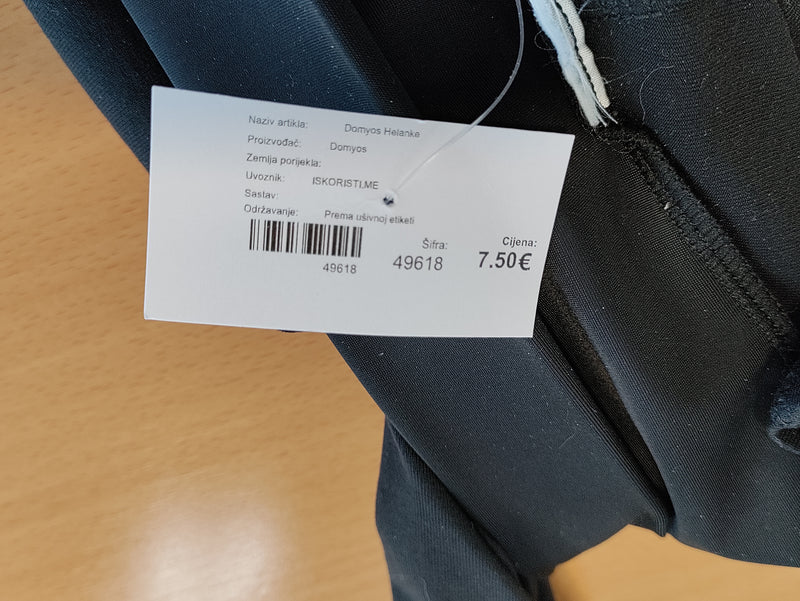 Naziv artikla: Domyos Helanke
Proizvođač: Domyos
Zemlja porijekla:
Uvoznik: ISKORISTI.ME
Sastav:
Održavanje: Prema ušivnoj etiketi
49618
Šifra:
49618
Cijena:
7.50€